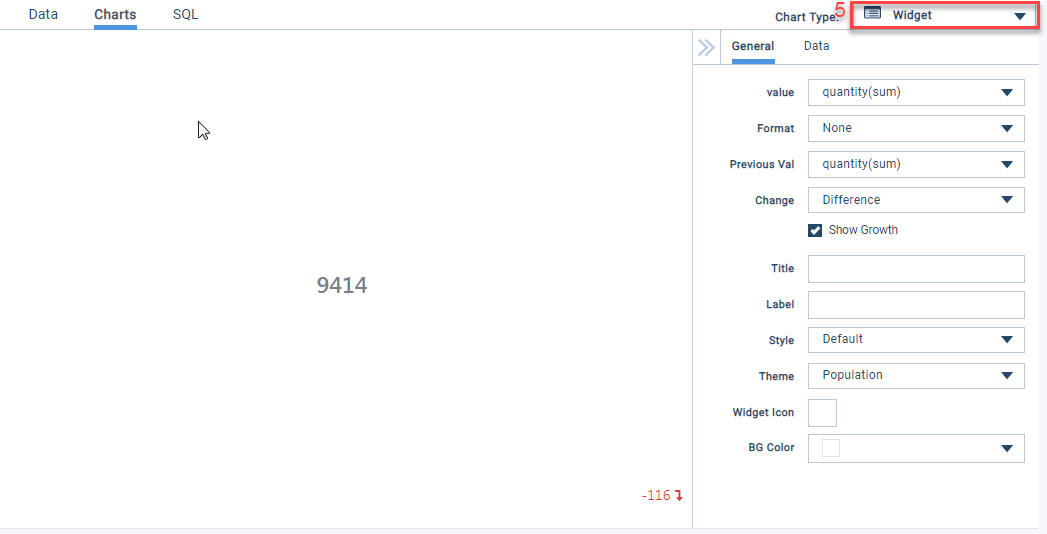 Data Charts SQL Chart Type: 5 Widget
General Data
value quantity(sum)
Format None
Previous Val quantity(sum)
Change Difference
Show Growth
Title
9414
Label
Style Default
Theme Population
Widget Icon
BG Color
-116